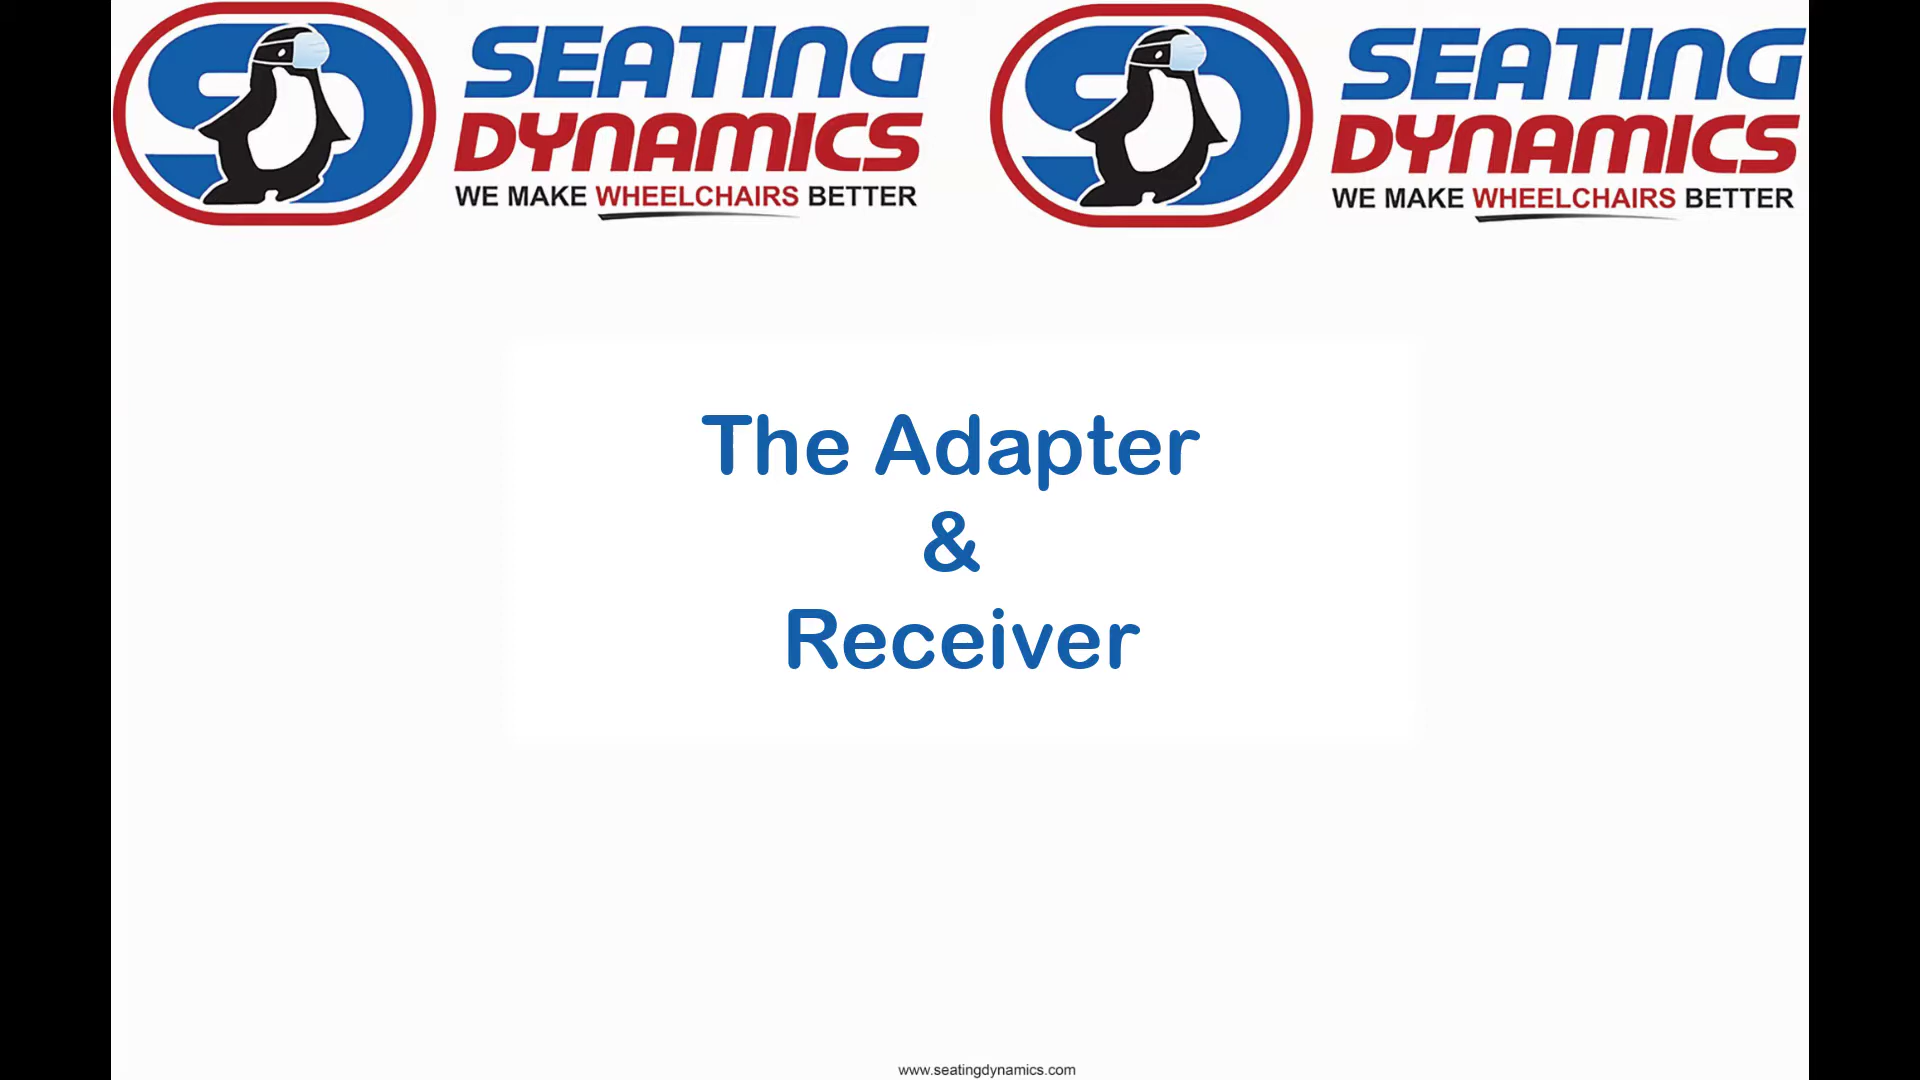 SEATING
DYNAMICS
WE MAKE WHEELCHAIRS BETTER
SEATING
DYNAMICS
WE MAKE WHEELCHAIRS BETTER
The Adapter
&
Receiver
www.seatingdynamics.com